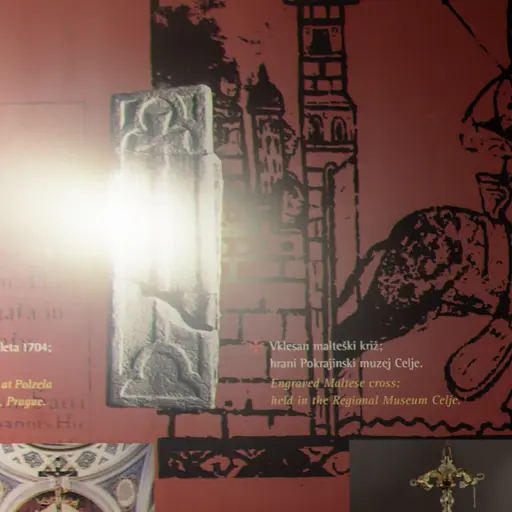 leta 1704;
at Polzela
Prague.
Vklesan malteški križ;
hrani Pokrajinski muzej Celje.
Engraved Maltese cross;
held in the Regional Museum Celje.